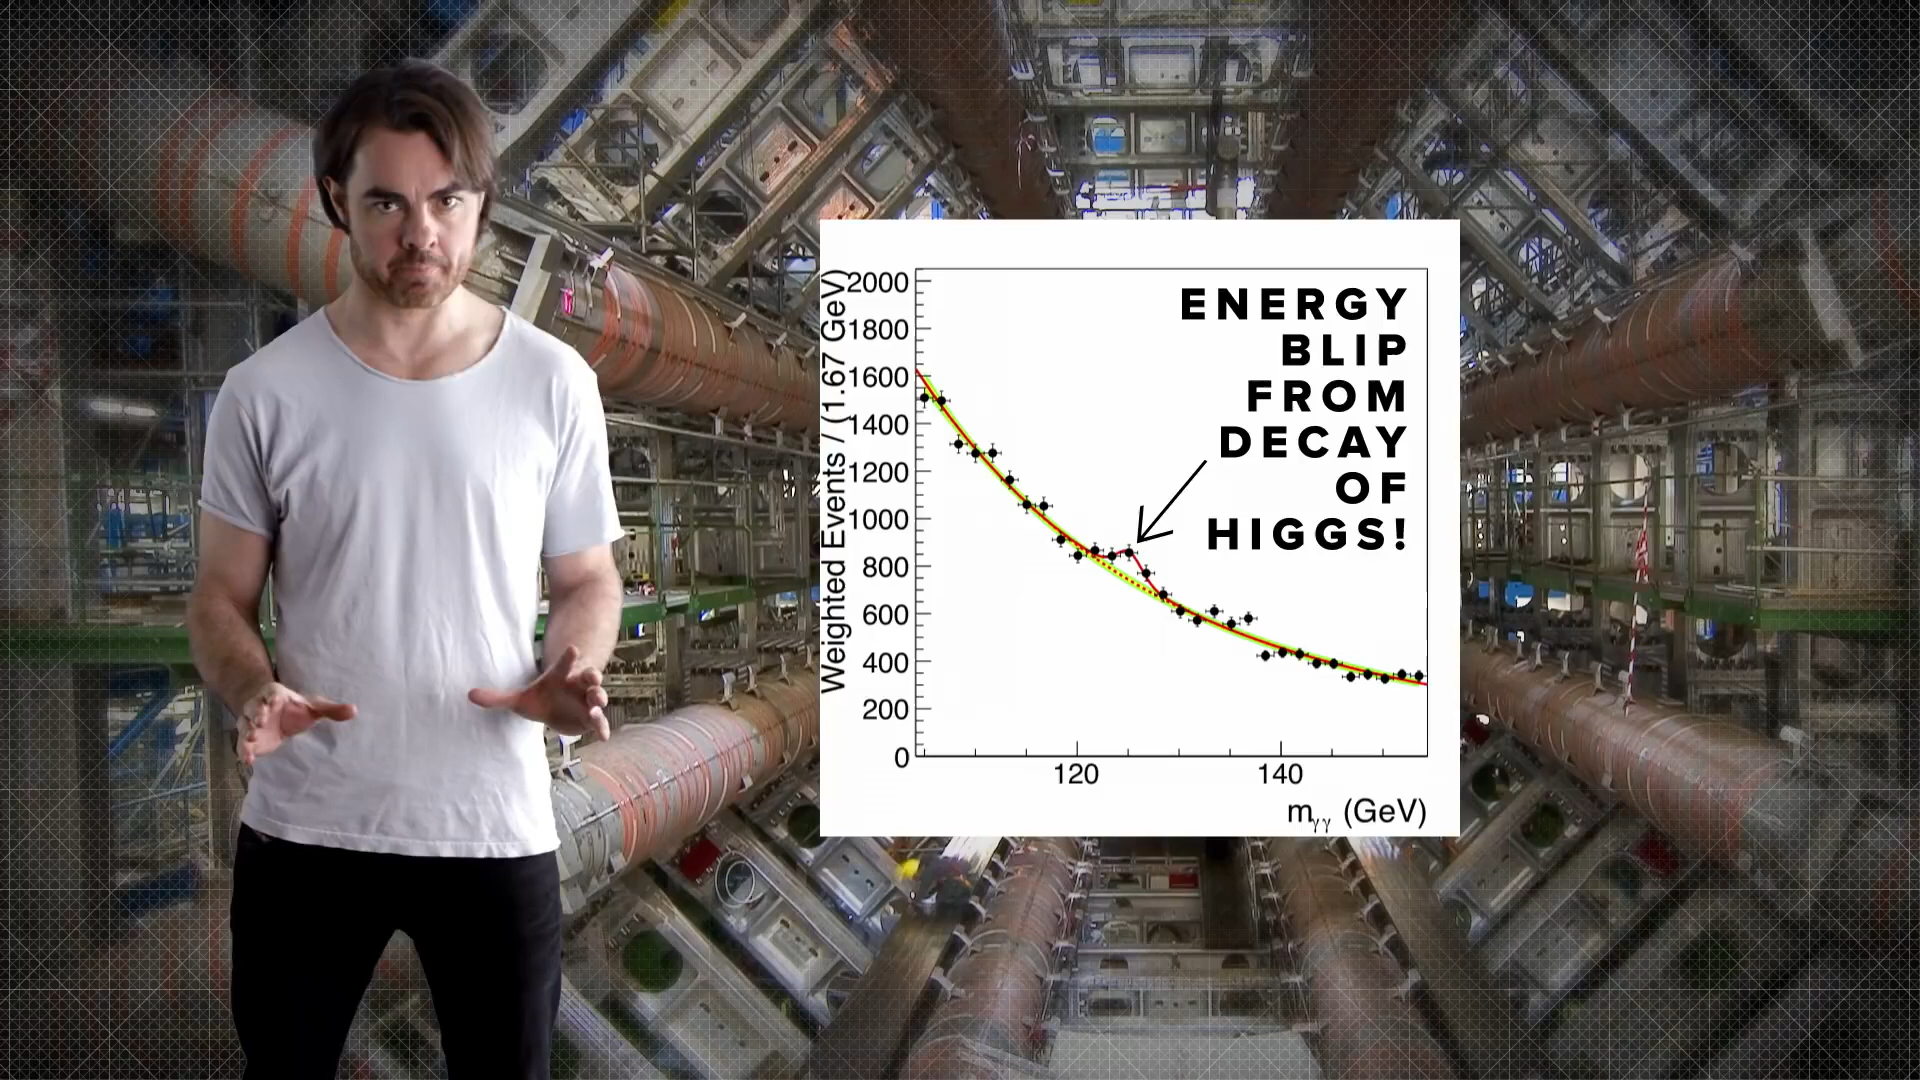 ENERGY
BLIP
FROM
DECAY
OF
HIGGS!
Weighted Events / (1.67 GeV)
2000
1800
1600
1400
1200
1000
800
600
400
200
0
120
140
mγγ (GeV)